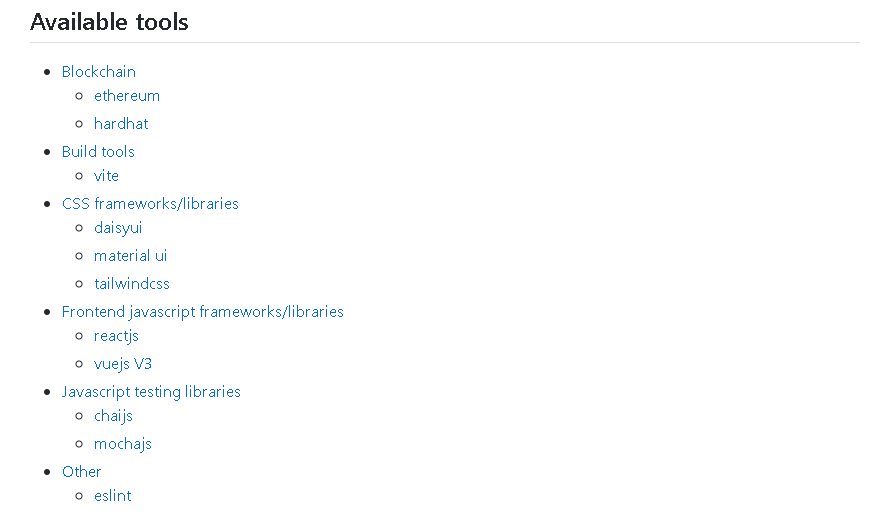 Available tools
Blockchain
ethereum
hardhat
Build tools
vite
CSS frameworks/libraries
daisyui
material ui
tailwindcss
Frontend javascript frameworks/libraries
reactjs
vuejs V3
Javascript testing libraries
chaijs
mochajs
Other
eslint